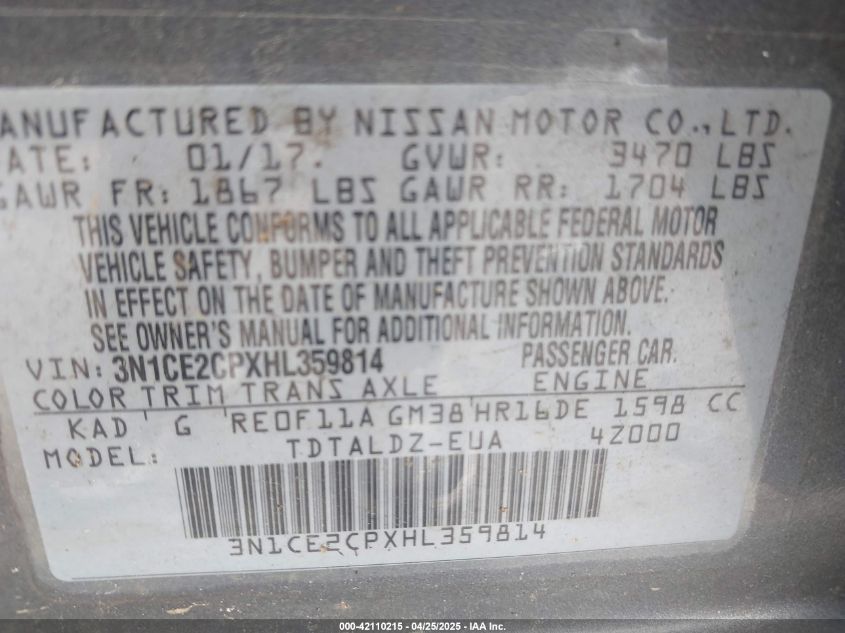 ANUFACTURED BY NISSAN MOTOR CO., LTD.
ATE: 01/17. GVWR: 3470 LBS
GAWR FR: 1867 LBS GAWR RR: 1704 LBS
THIS VEHICLE CONFORMS TO ALL APPLICABLE FEDERAL MOTOR
VEHICLE SAFETY, BUMPER AND THEFT PREVENTION STANDARDS
IN EFFECT ON THE DATE OF MANUFACTURE SHOWN ABOVE.
SEE OWNER'S MANUAL FOR ADDITIONAL INFORMATION.
VIN: 3N1CE2CPXHL359814 PASSENGER CAR.
COLOR TRIM TRANS AXLE ENGINE
KAD G RE0F11A GM38 HR16DE 1598 CC
MODEL: TDTALDZ-EUA 4Z000
3N1CE2CPXHL359814
000-42110215 - 04/25/2025 - IAA Inc.